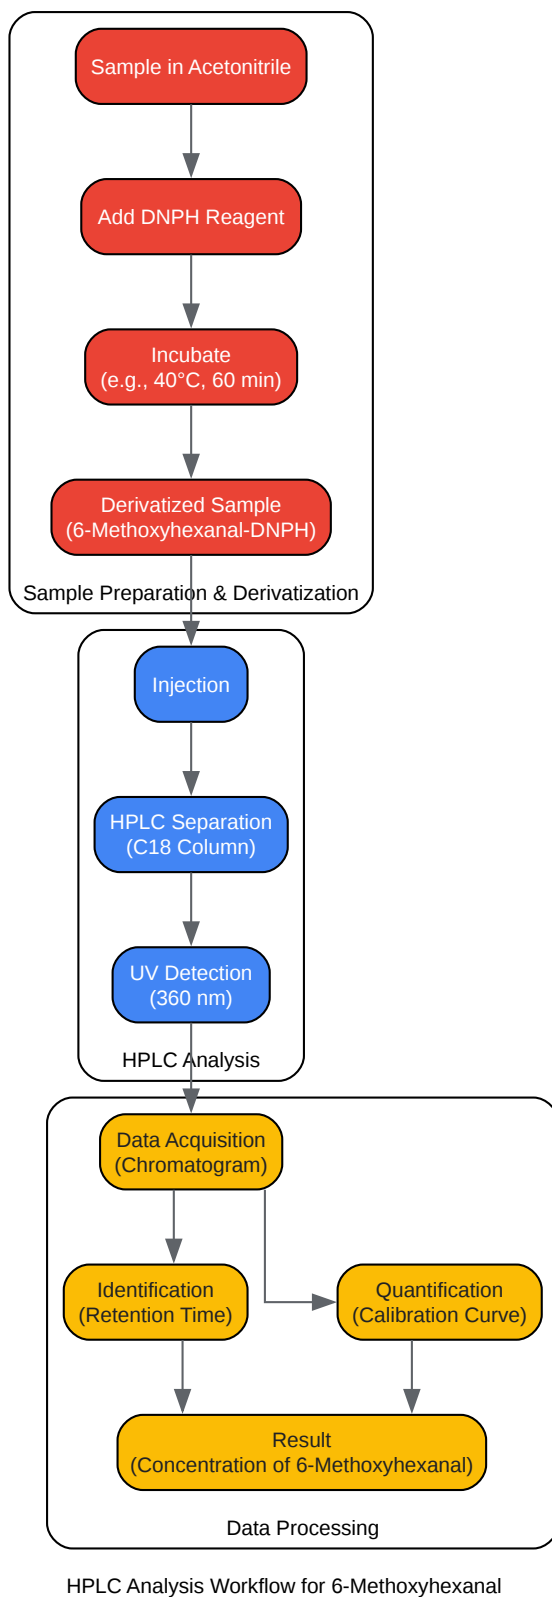 Sample in Acetonitrile
Add DNPH Reagent
Incubate
(e.g., 40°C, 60 min)
Derivatized Sample
(6-Methoxyhexanal-DNPH)
Sample Preparation & Derivatization
Injection
HPLC Separation
(C18 Column)
UV Detection
(360 nm)
HPLC Analysis
Data Acquisition
(Chromatogram)
Identification
(Retention Time)
Quantification
(Calibration Curve)
Result
(Concentration of 6-Methoxyhexanal)
Data Processing
HPLC Analysis Workflow for 6-Methoxyhexanal